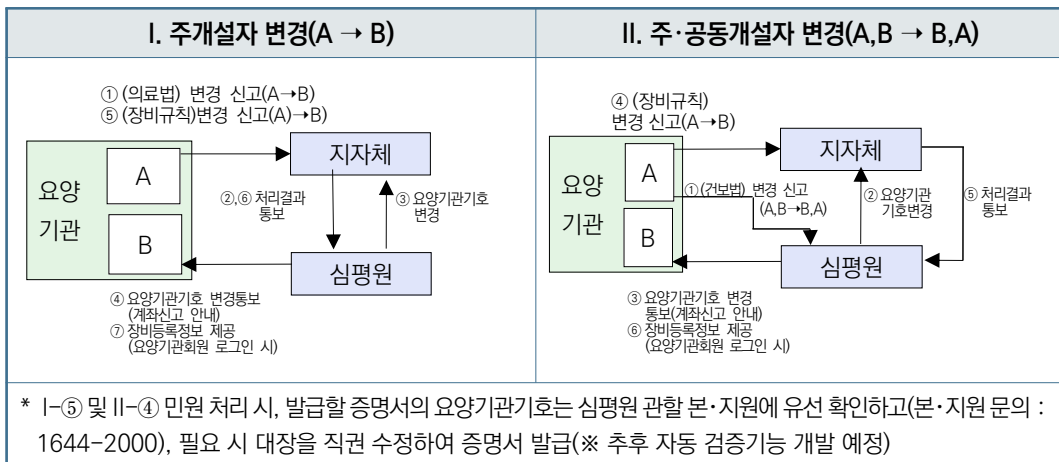 I. 주개설자 변경(A → B)
① (의료법) 변경 신고(A→B)
⑤ (장비규칙)변경 신고(A)→B)
요양
기관
A
B
지자체
②,⑥ 처리결과
통보
③ 요양기관기호
변경
심평원
④ 요양기관기호 변경통보
(계좌신고 안내)
⑦ 장비등록정보 제공
(요양기관회원 로그인 시)
II. 주·공동개설자 변경(A,B → B,A)
④ (장비규칙)
변경 신고(A→B)
요양
기관
A
B
지자체
① (건보법) 변경 신고
(A,B→B,A)
② 요양기관
기호변경
⑤ 처리결과
통보
심평원
③ 요양기관기호 변경
통보(계좌신고 안내)
⑥ 장비등록정보 제공
(요양기관회원 로그인 시)
* I-⑤ 및 II-④ 민원 처리 시, 발급할 증명서의 요양기관기호는 심평원 관할 본·지원에 유선 확인하고(본·지원 문의 :
1644-2000), 필요 시 대장을 직권 수정하여 증명서 발급(※ 추후 자동 검증기능 개발 예정)